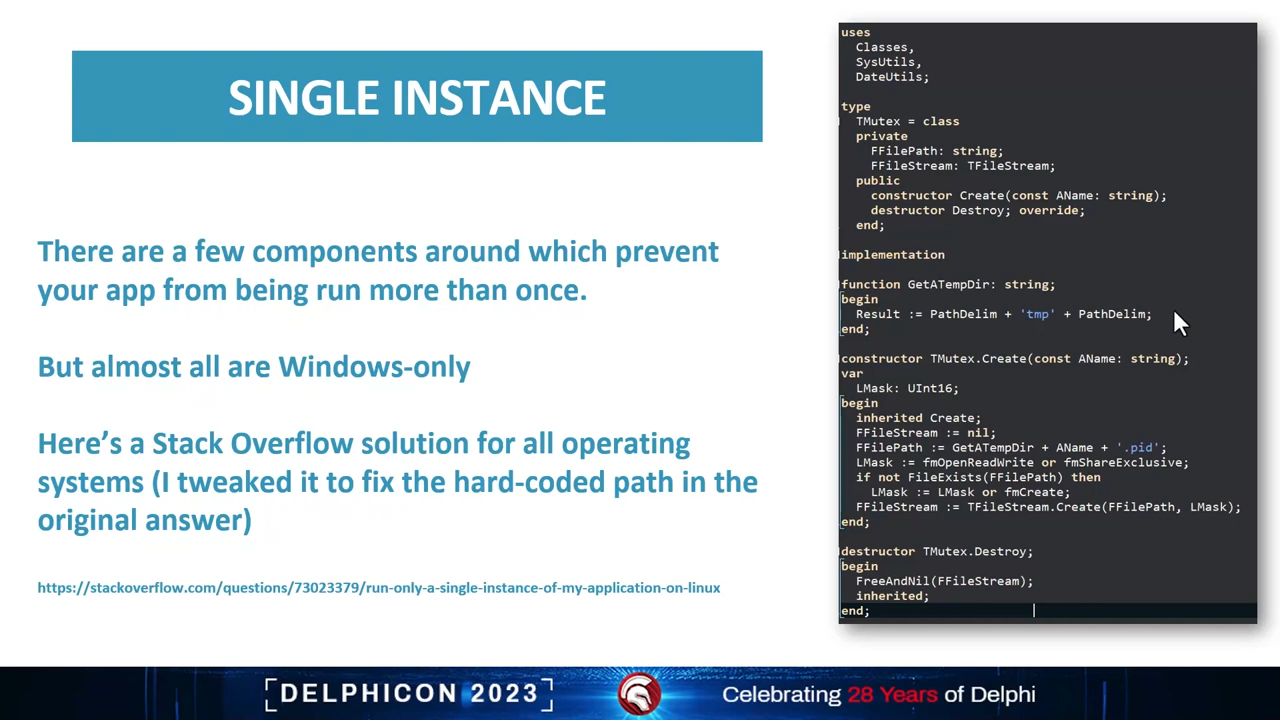 SINGLE INSTANCE
There are a few components around which prevent
your app from being run more than once.
But almost all are Windows-only
Here's a Stack Overflow solution for all operating
systems (I tweaked it to fix the hard-coded path in the
original answer)
https://stackoverflow.com/questions/73023379/run-only-a-single-instance-of-my-application-on-linux
uses
Classes,
SysUtils,
DateUtils;
type
TMutex = class
private
FFilePath: string;
FFileStream: TFileStream;
public
constructor Create(const AName: string);
destructor Destroy; override;
end;
implementation
function GetATempDir: string;
begin
Result := PathDelim + 'tmp' + PathDelim;
end;
constructor TMutex.Create(const AName: string);
var
LMask: UInt16;
begin
inherited Create;
FFileStream := nil;
FFilePath := GetATempDir + AName + '.pid';
LMask := fmOpenReadWrite or fmShareExclusive;
if not FileExists(FFilePath) then
LMask := LMask or fmCreate;
FFileStream := TFileStream.Create(FFilePath, LMask);
end;
destructor TMutex.Destroy;
begin
FreeAndNil(FFileStream);
inherited;
end;
[DELPHICON 2023]
Celebrating 28 Years of Delphi